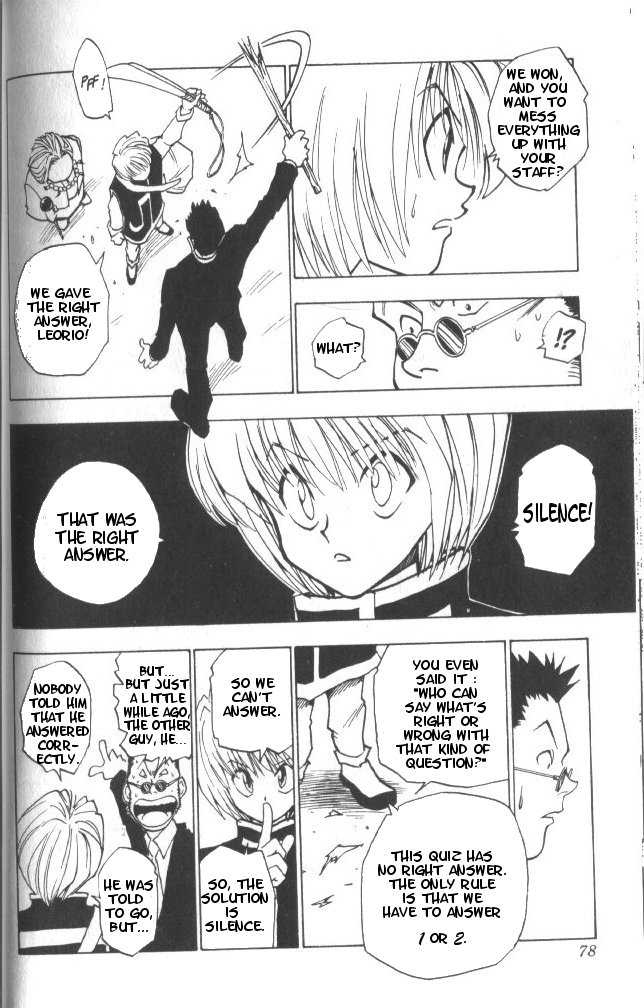 WE WON,
AND YOU
WANT TO
MESS
EVERYTHING
UP WITH
YOUR
STAFF?
PFF!
WE GAVE
THE RIGHT
ANSWER,
LEORIO!
!?
WHAT?
SILENCE!
THAT WAS
THE RIGHT
ANSWER.
YOU EVEN
SAID IT :
"WHO CAN
SAY WHAT'S
RIGHT OR
WRONG WITH
THAT KIND OF
QUESTION?"
THIS QUIZ HAS
NO RIGHT ANSWER.
THE ONLY RULE
IS THAT WE
HAVE TO ANSWER
1 OR 2.
SO WE
CAN'T
ANSWER.
SO, THE
SOLUTION
IS
SILENCE.
BUT...
BUT JUST
A LITTLE
WHILE AGO,
THE OTHER
GUY, HE...
NOBODY
TOLD HIM
THAT HE
ANSWERED
CORR-
ECTLY.
HE WAS
TOLD
TO GO,
BUT...
78